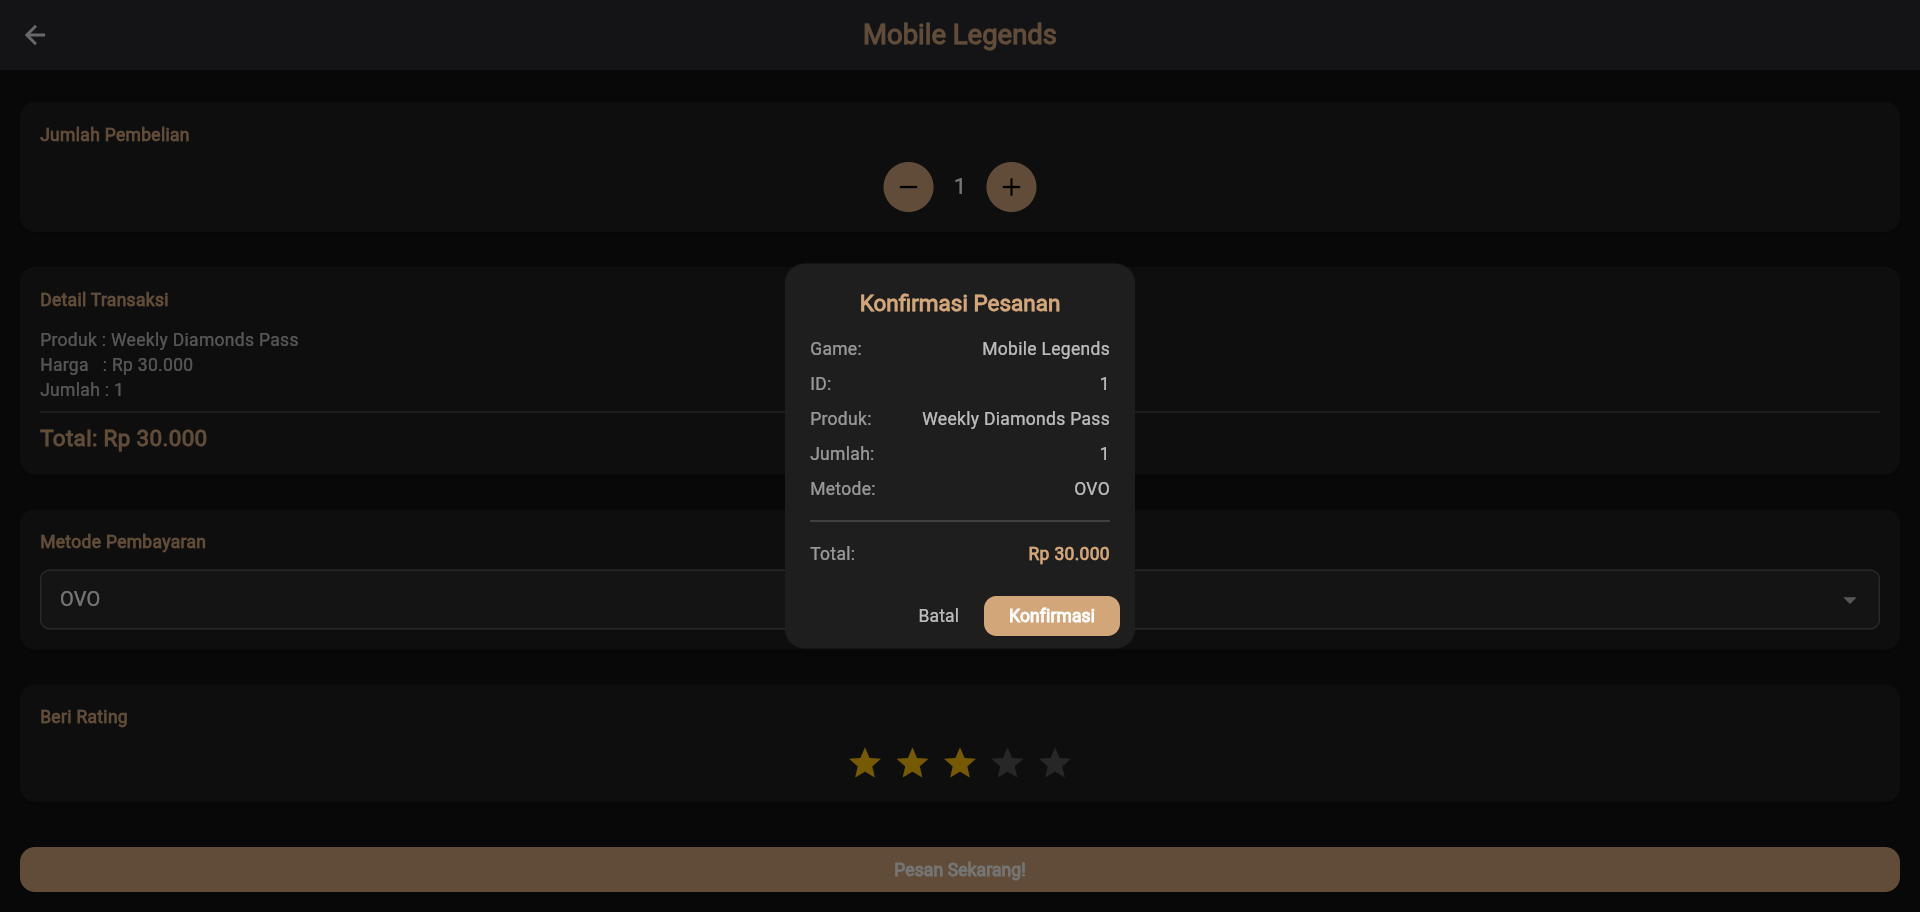 Mobile Legends
Jumlah Pembelian
1
Detail Transaksi
Produk : Weekly Diamonds Pass
Harga : Rp 30.000
Jumlah : 1
Total: Rp 30.000
Metode Pembayaran
OVO
Konfirmasi Pesanan
Game: Mobile Legends
ID: 1
Produk: Weekly Diamonds Pass
Jumlah: 1
Metode: OVO
Total: Rp 30.000
Batal Konfirmasi
Beri Rating
Pesan Sekarang!